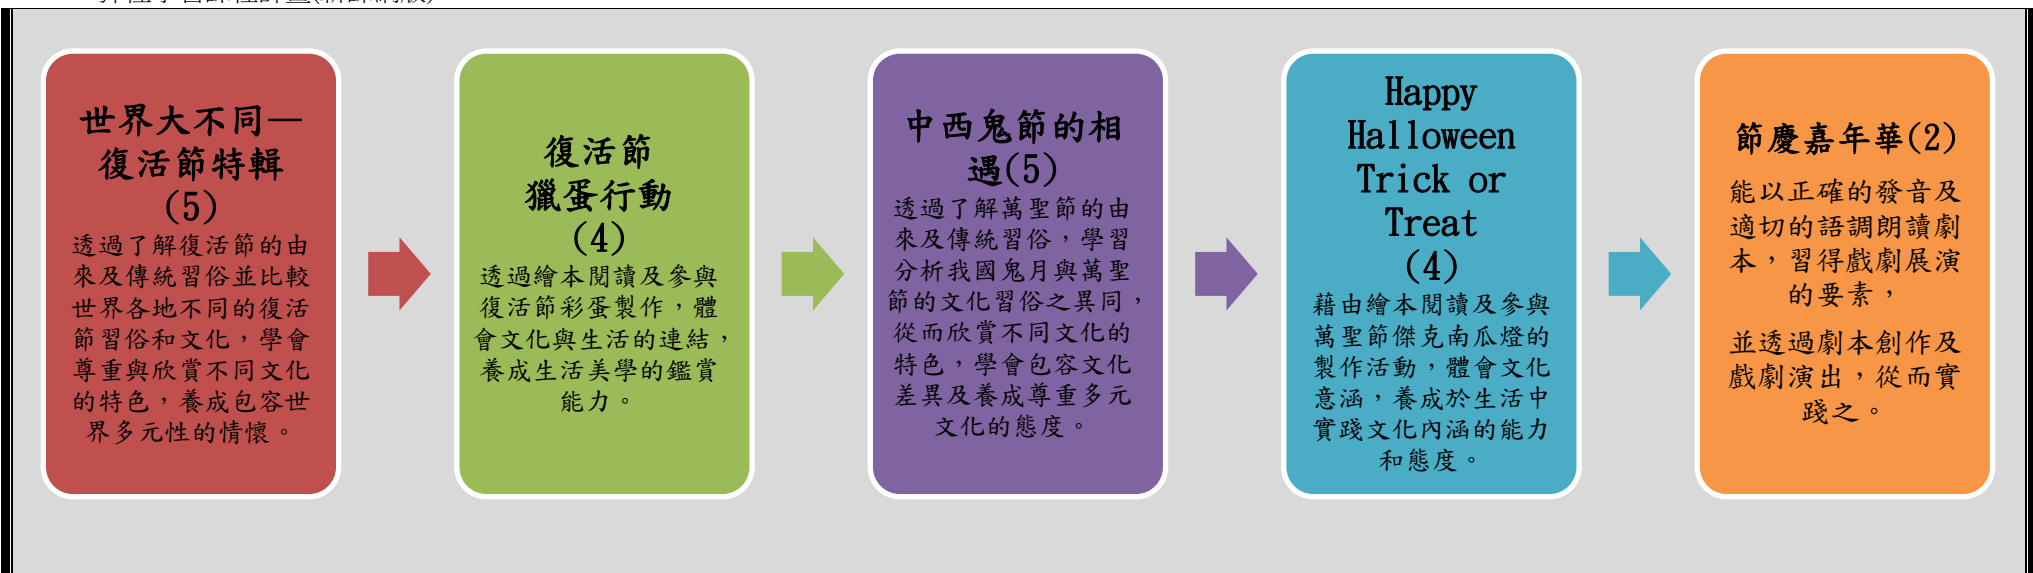 世界大不同—
復活節特輯
(5)
透過了解復活節的由
來及傳統習俗並比較
世界各地不同的復活
節習俗和文化，學會
尊重與欣賞不同文化
的特色，養成包容世
界多元性的情懷。
復活節
獵蛋行動
(4)
透過繪本閱讀及參與
復活節彩蛋製作，體
會文化與生活的連結，
養成生活美學的鑑賞
能力。
中西鬼節的相
遇(5)
透過了解萬聖節的由
來及傳統習俗，學習
分析我國鬼月與萬聖
節的文化習俗之異同，
從而欣賞不同文化的
特色，學會包容文化
差異及養成尊重多元
文化的態度。
Happy
Halloween
Trick or
Treat
(4)
藉由繪本閱讀及參與
萬聖節傑克南瓜燈的
製作活動，體會文化
意涵，養成於生活中
實踐文化內涵的能力
和態度。
節慶嘉年華(2)
能以正確的發音及
適切的語調朗讀劇
本，習得戲劇展演
的要素，
並透過劇本創作及
戲劇演出，從而實
踐之。